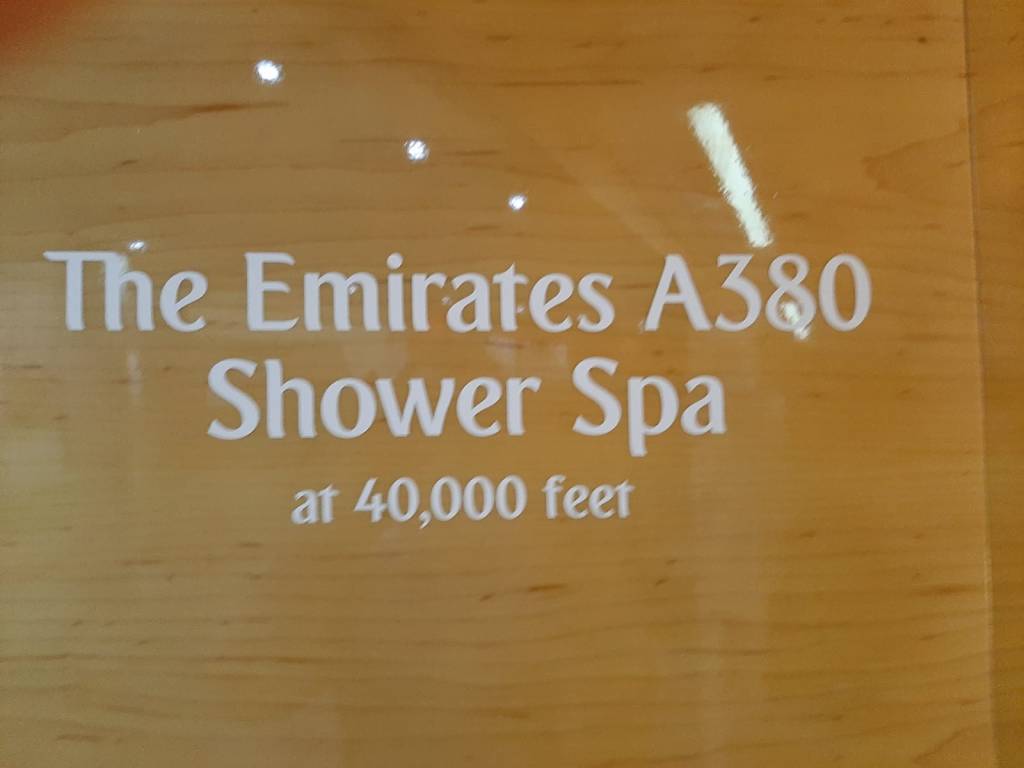 The Emirates A380
Shower Spa
at 40,000 feet